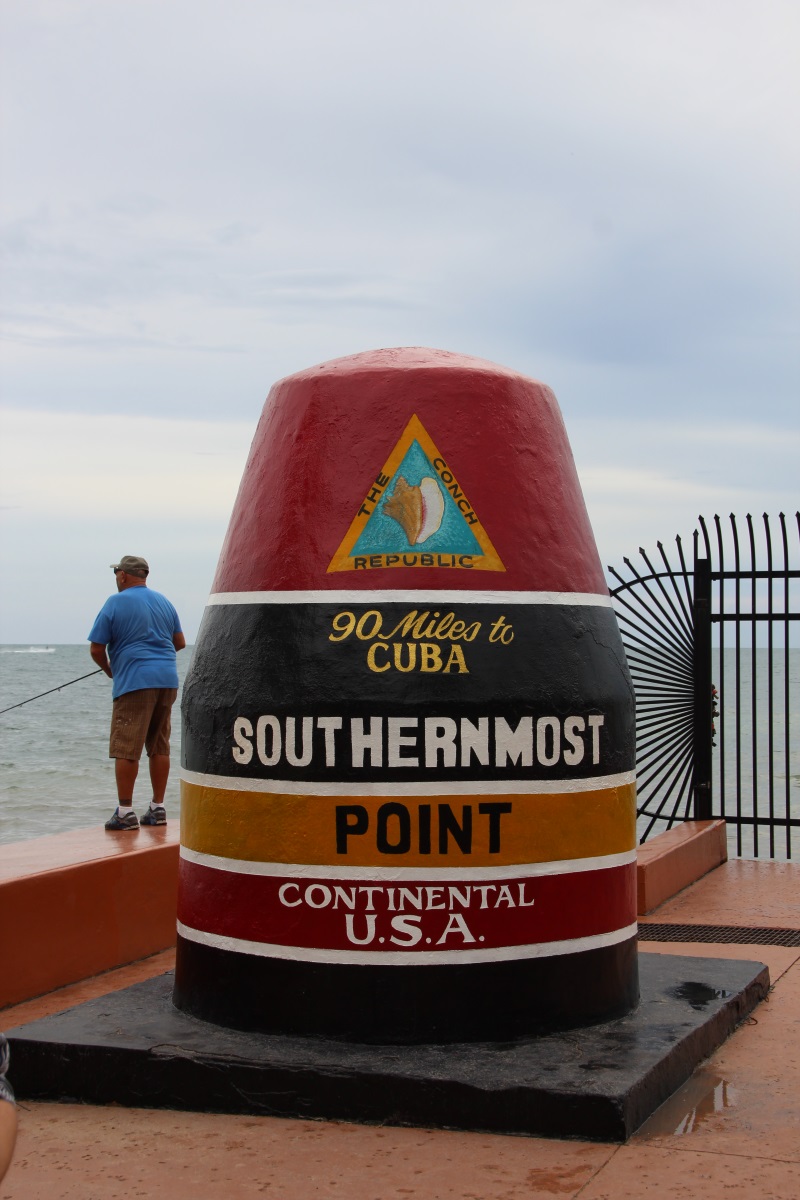 THE CONCH
REPUBLIC
90 Miles to
CUBA
SOUTHERNMOST
POINT
CONTINENTAL
U.S.A.